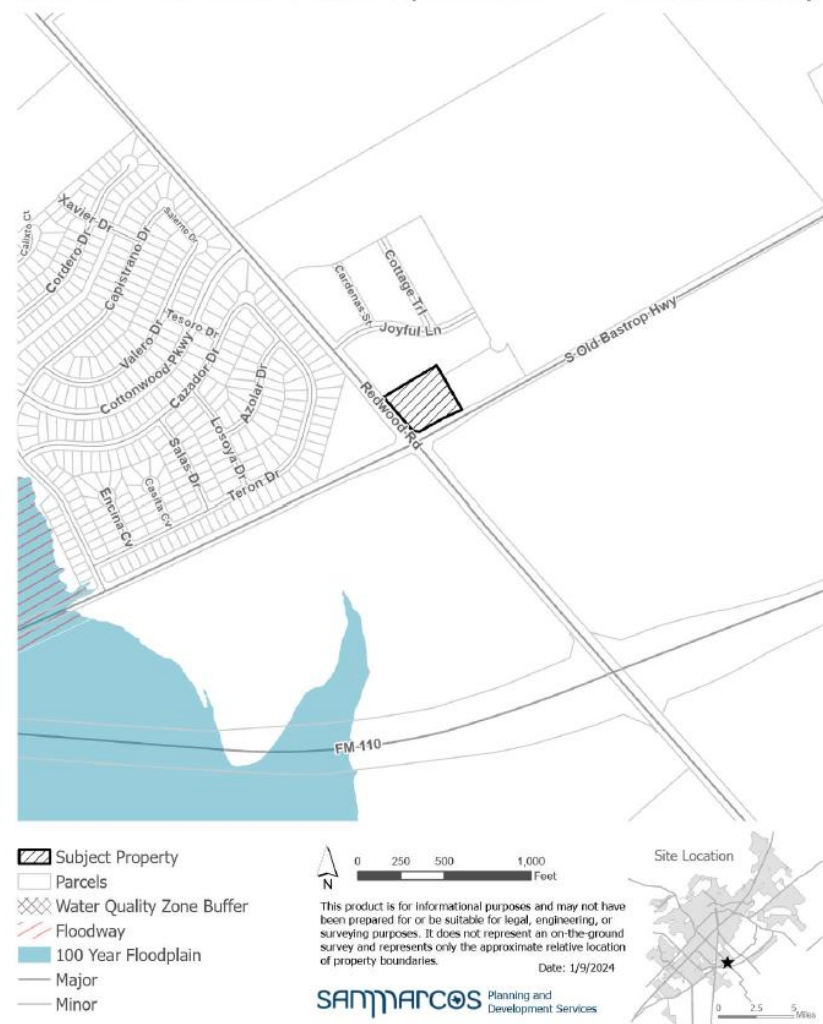 Xavier Dr
Salerno Dr
Calixto Ct
Cordero Dr
Capistrano Dr
Cottage Trl
Cardenas St
Tesoro Dr
Joyful Ln
S Old Bastrop Hwy
Valero Dr
Cottonwood Pkwy
Cazador Dr
Azolar Dr
Redwood Rd
Losoya Dr
Salas Dr
Teron Dr
Casita Cv
Encina Cv
FM 110
Subject Property
Parcels
Water Quality Zone Buffer
Floodway
100 Year Floodplain
Major
Minor
N
0 250 500 1,000
Feet
This product is for informational purposes and may not have
been prepared for or be suitable for legal, engineering, or
surveying purposes. It does not represent an on-the-ground
survey and represents only the approximate relative location
of property boundaries.
Date: 1/9/2024
SAN MARCOS
Planning and
Development Services
Site Location
0 2.5 5
Miles